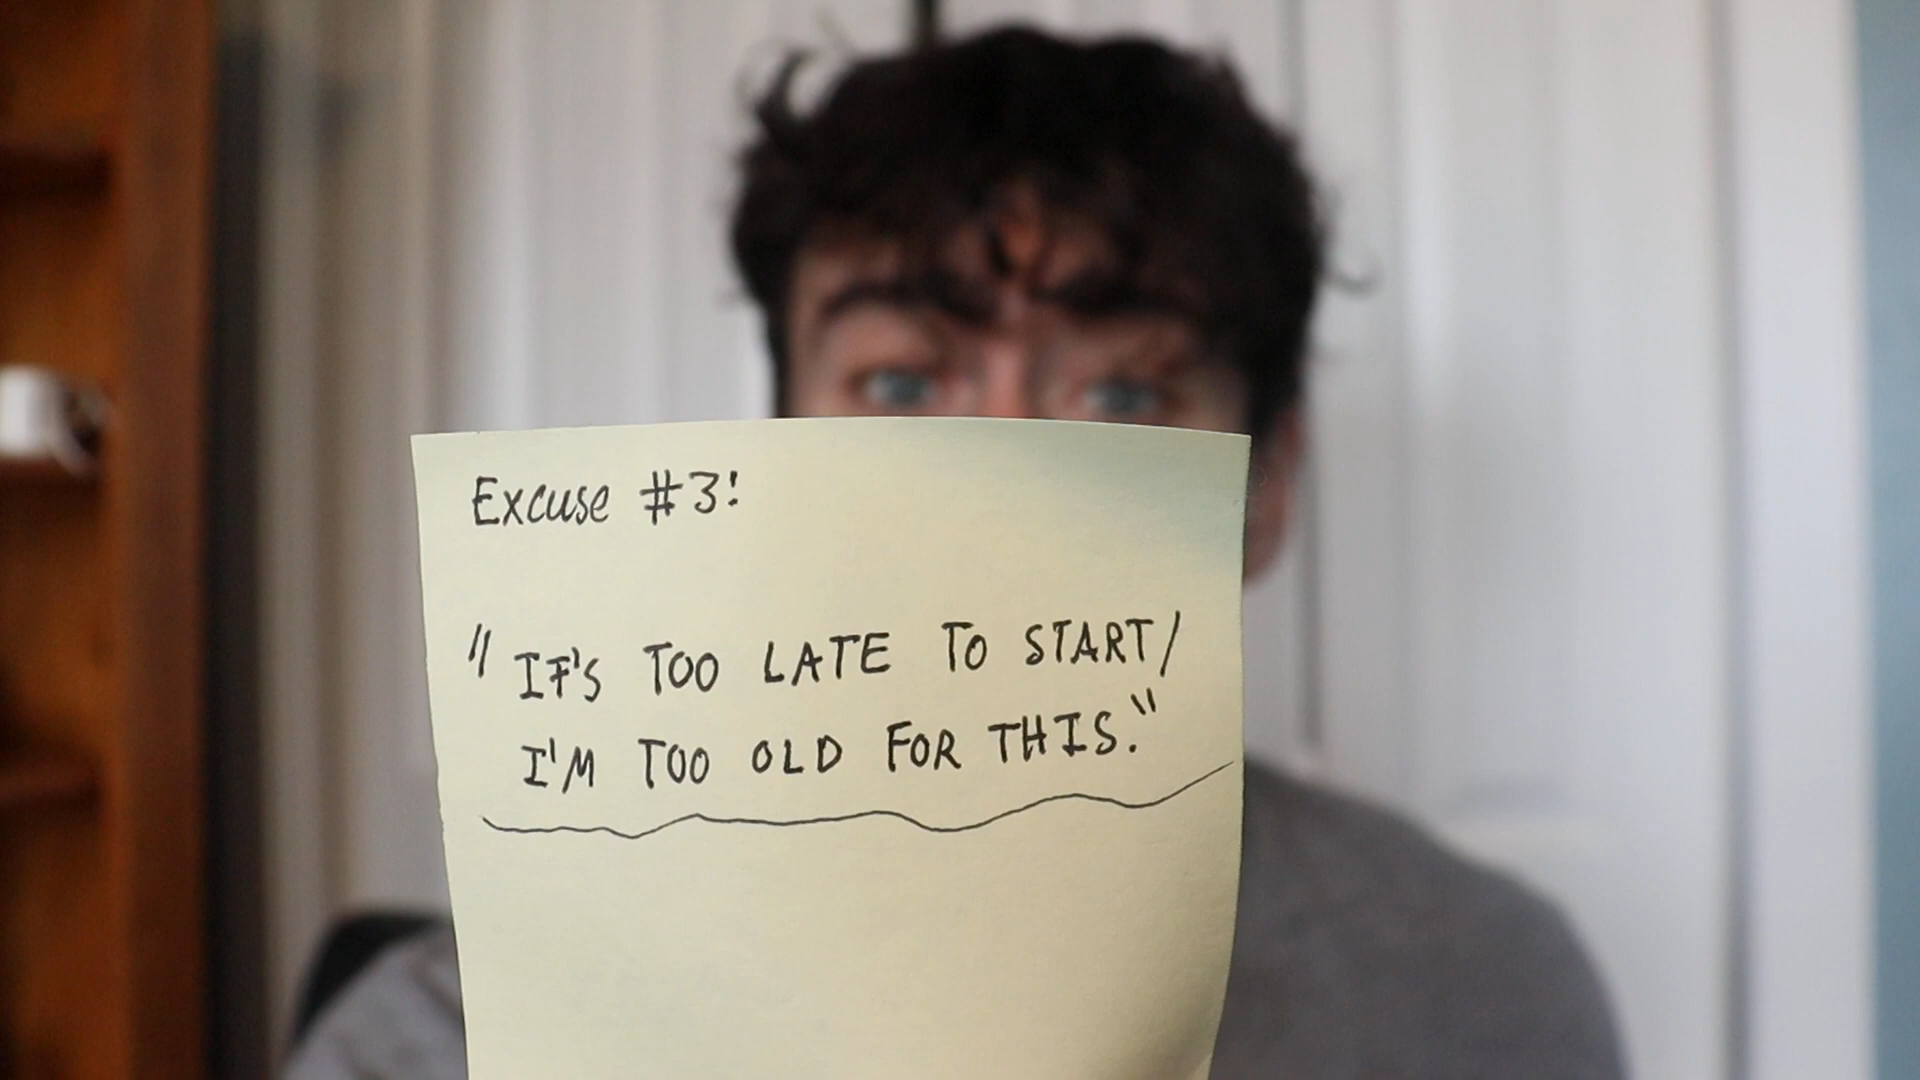 Excuse #3!
"IT'S TOO LATE TO START/
I'M TOO OLD FOR THIS."